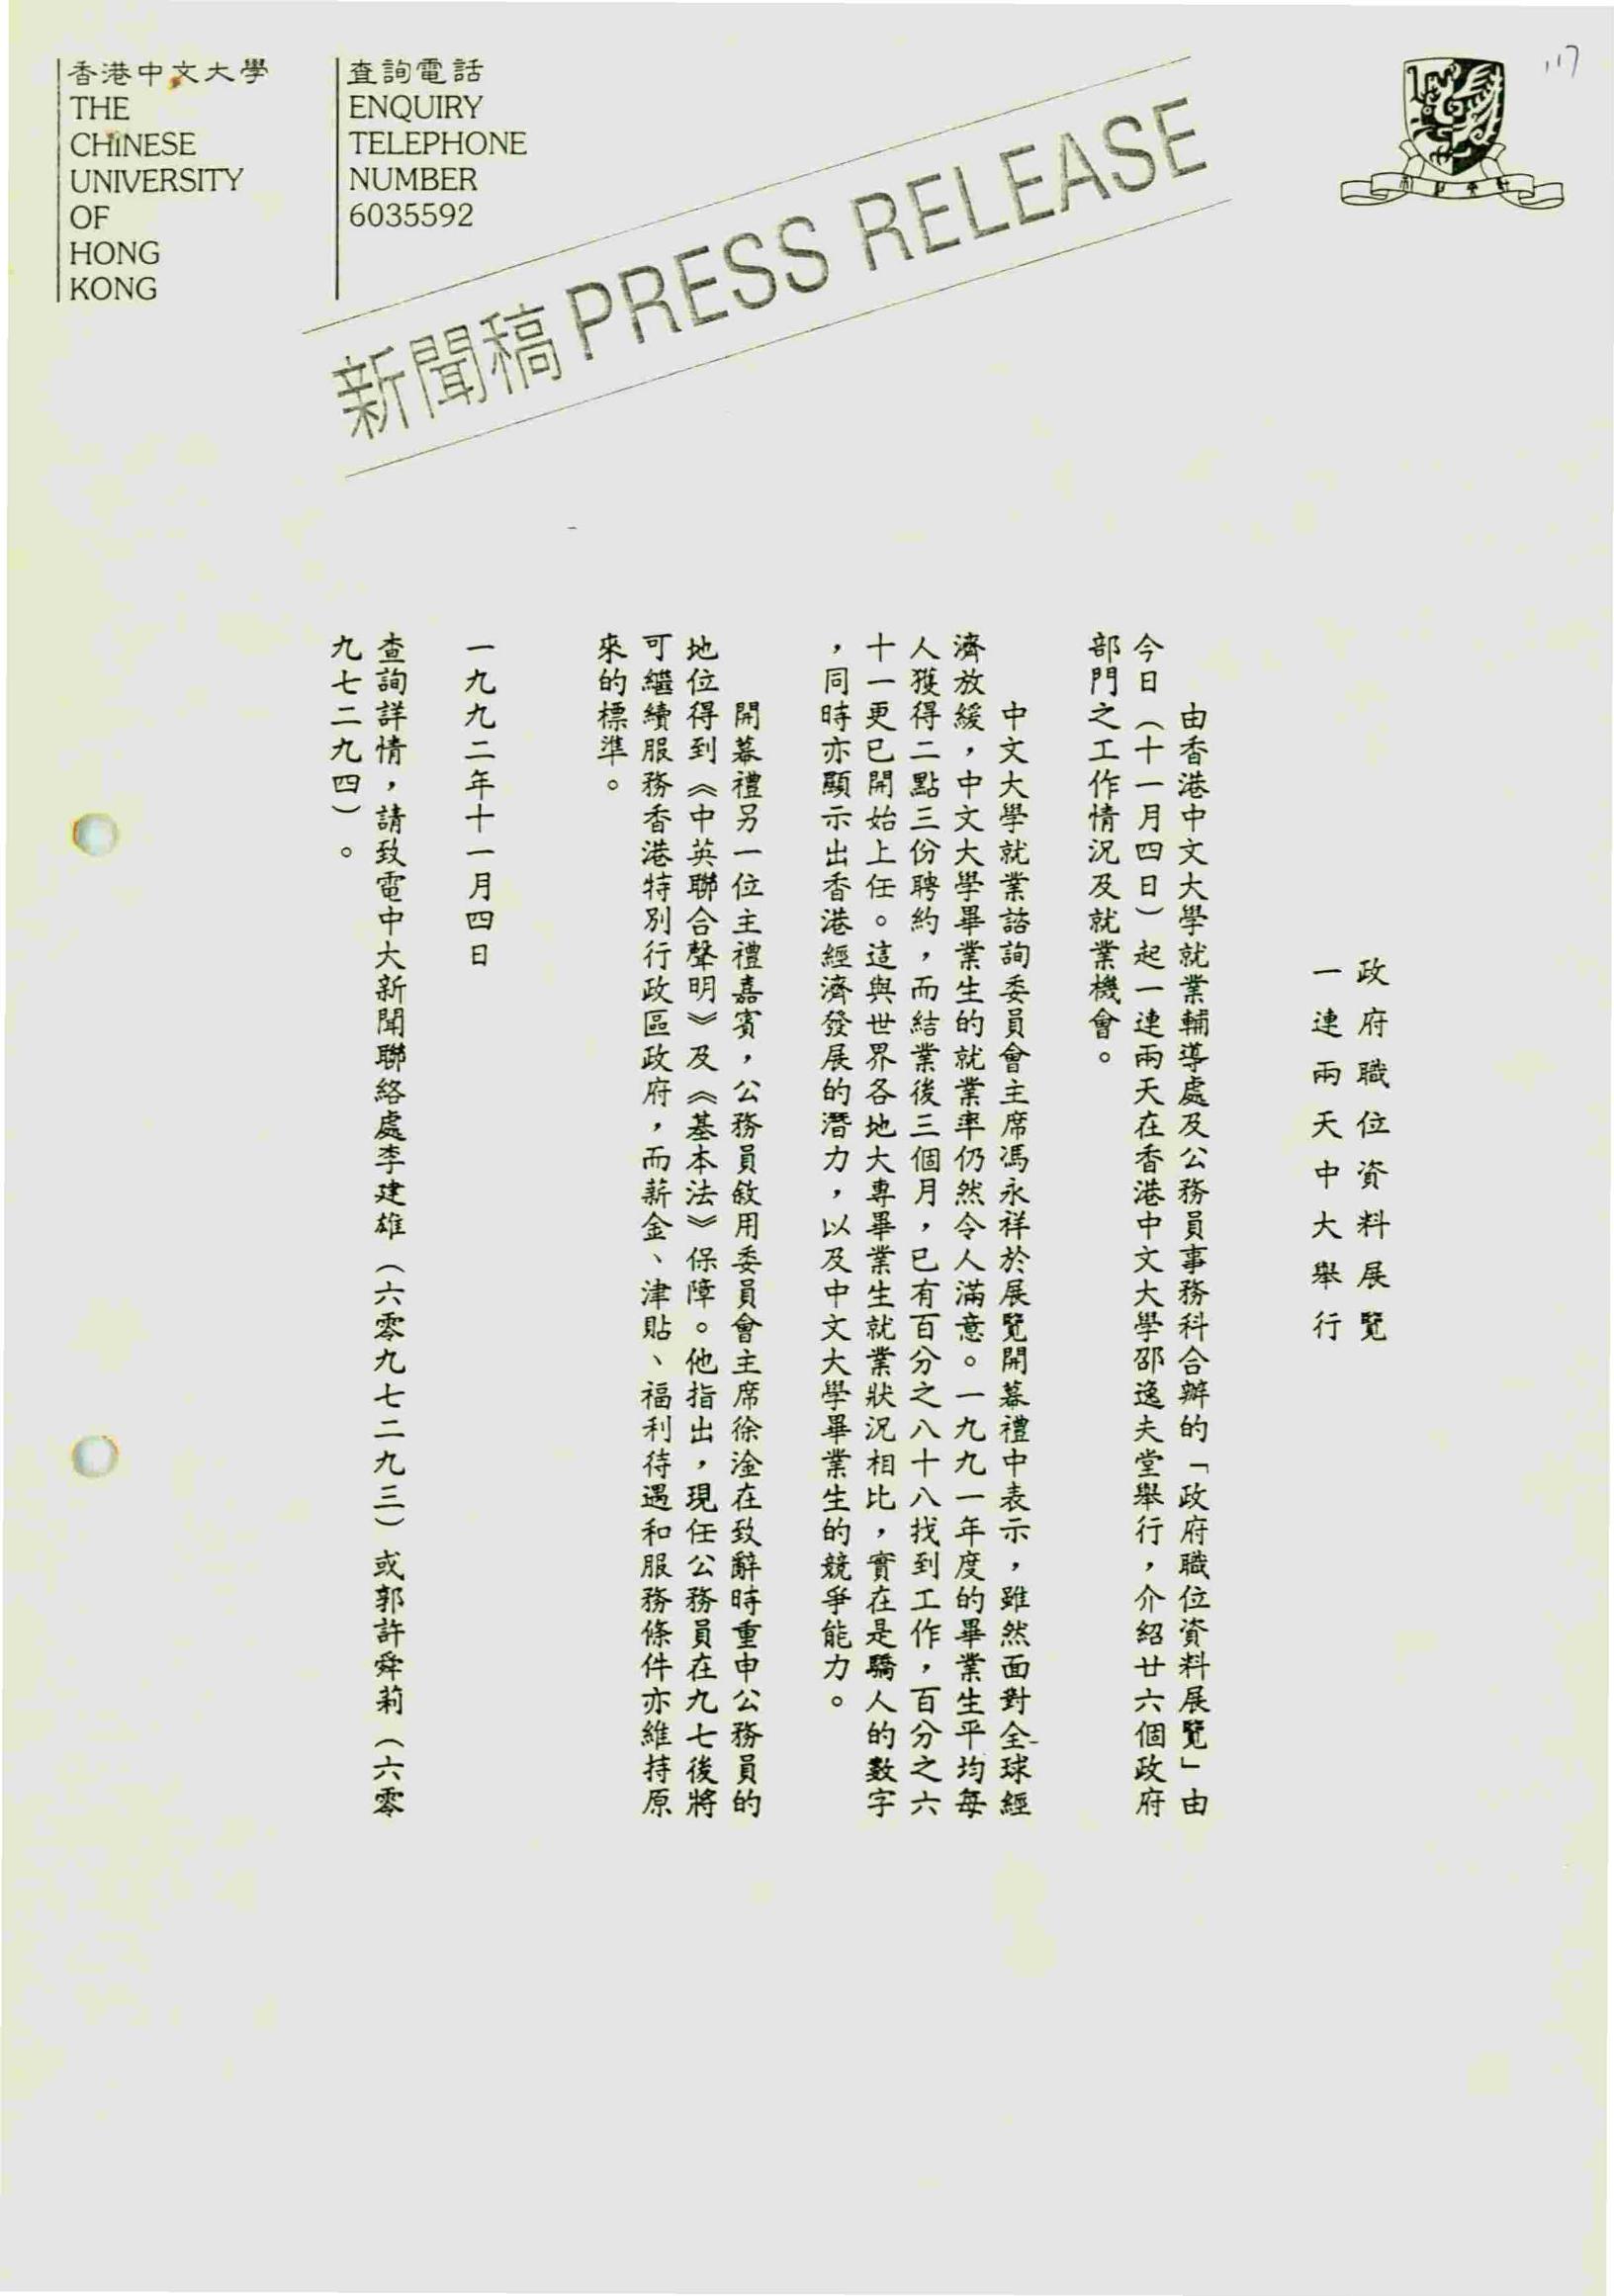 香港中文大學
THE
CHINESE
UNIVERSITY
OF
HONG
KONG
查詢電話
ENQUIRY
TELEPHONE
NUMBER
6035592
新聞稿 PRESS RELEASE
117
政府職位資料展覽
一連兩天中大舉行
由香港中文大學就業輔導處及公務員事務科合辦的「政府職位資料展覽」由
今日（十一月四日）起一連兩天在香港中文大學邵逸夫堂舉行，介紹廿六個政府
部門之工作情況及就業機會。
中文大學就業諮詢委員會主席馮永祥於展覽開幕禮中表示，雖然面對全球經
濟放緩，中文大學畢業生的就業率仍然令人滿意。一九九一年度的畢業生平均每
人獲得二點三份聘約，而結業後三個月，已有百分之八十八找到工作，百分之六
十一更已開始上任。這與世界各地大專畢業生就業狀況相比，實在是驕人的數字
，同時亦顯示出香港經濟發展的潛力，以及中文大學畢業生的競爭能力。
開幕禮另一位主禮嘉賓，公務員敘用委員會主席徐淦在致辭時重申公務員的
地位得到《中英聯合聲明》及《基本法》保障。他指出，現任公務員在九七後將
可繼續服務香港特別行政區政府，而薪金、津貼、福利待遇和服務條件亦維持原
來的標準。
一九九二年十一月四日
查詢詳情，請致電中大新聞聯絡處李建雄（六零九七二九三）或郭許舜莉（六零
九七二九四）。